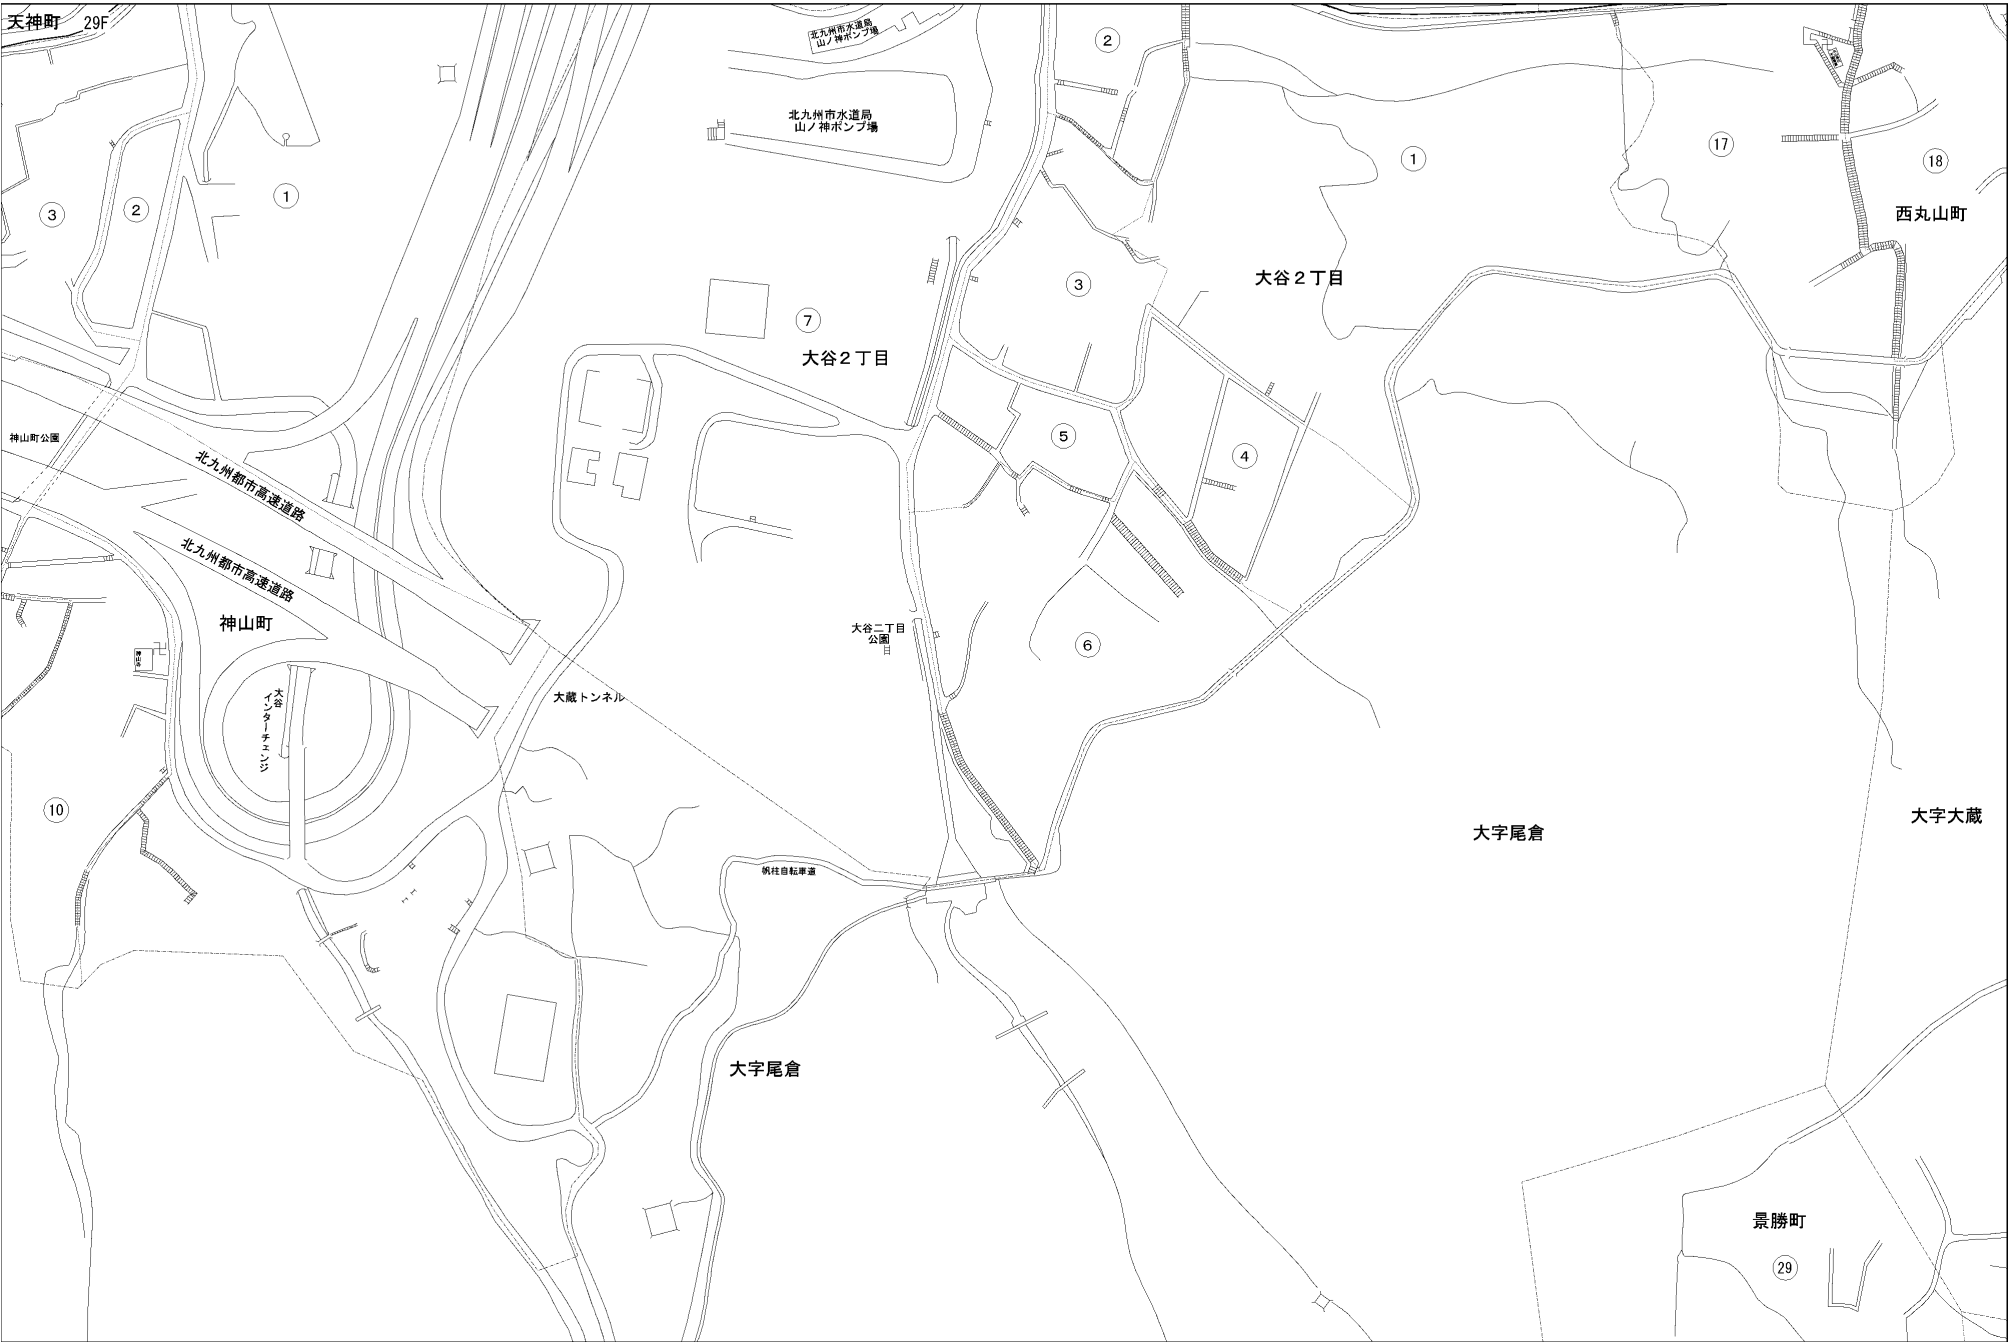 天神町 29F
北九州市水道局
山ノ神ポンプ場
②
北九州市水道局
山ノ神ポンプ場
①
⑰
⑱
③
②
①
西丸山町
大谷２丁目
③
⑦
大谷２丁目
神山町公園
⑤
④
北九州都市高速道路
北九州都市高速道路
神山町
大谷二丁目
公園
⑥
神山寺
大谷
インターチェンジ
大蔵トンネル
⑩
大字尾倉
大字大蔵
帆柱自転車道
大字尾倉
景勝町
㉙